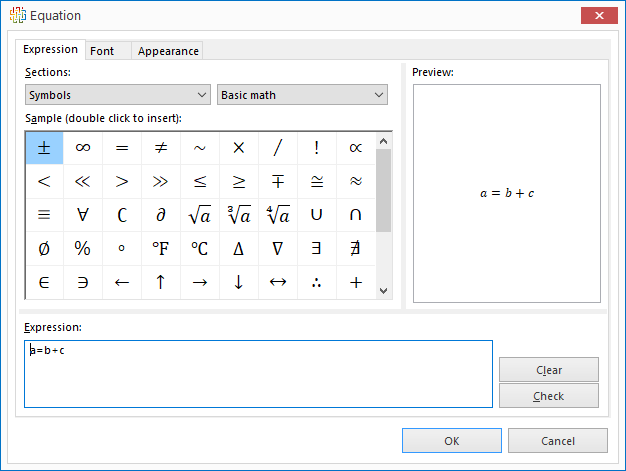 Equation
Expression Font Appearance
Sections:
Symbols Basic math
Sample (double click to insert):
± ∞ = ≠ ~ × / ! ∝
< ≪ > ≫ ≤ ≥ ∓ ≅ ≈
≡ ∀ ∁ ∂ √a ∛a ∜a ∪ ∩
∅ % ° °F °C ∆ ∇ ∃ ∄
∈ ∋ ← ↑ → ↓ ↔ ∴ +
Preview:
a = b + c
Expression:
a=b+c
Clear
Check
OK Cancel